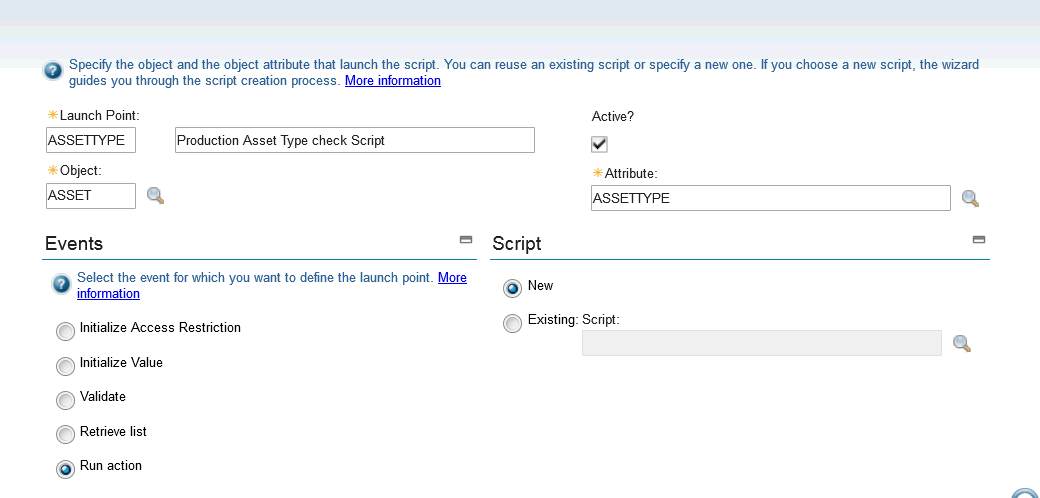 Specify the object and the object attribute that launch the script. You can reuse an existing script or specify a new one. If you choose a new script, the wizard
guides you through the script creation process. More information
Launch Point:
Active?
ASSETTYPE
Production Asset Type check Script
Object:
Attribute:
ASSET
ASSETTYPE
Events
Script
Select the event for which you want to define the launch point. More
information
New
Existing: Script:
Initialize Access Restriction
Initialize Value
Validate
Retrieve list
Run action